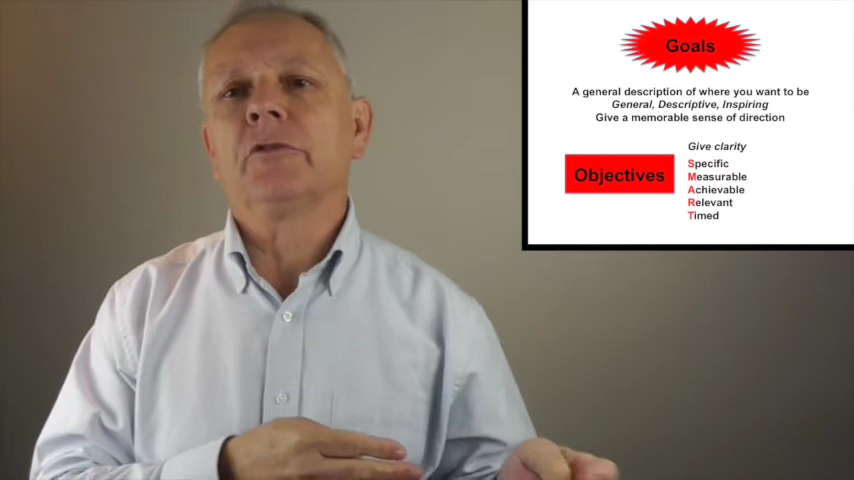 Goals
A general description of where you want to be
General, Descriptive, Inspiring
Give a memorable sense of direction
Give clarity
Objectives
Specific
Measurable
Achievable
Relevant
Timed